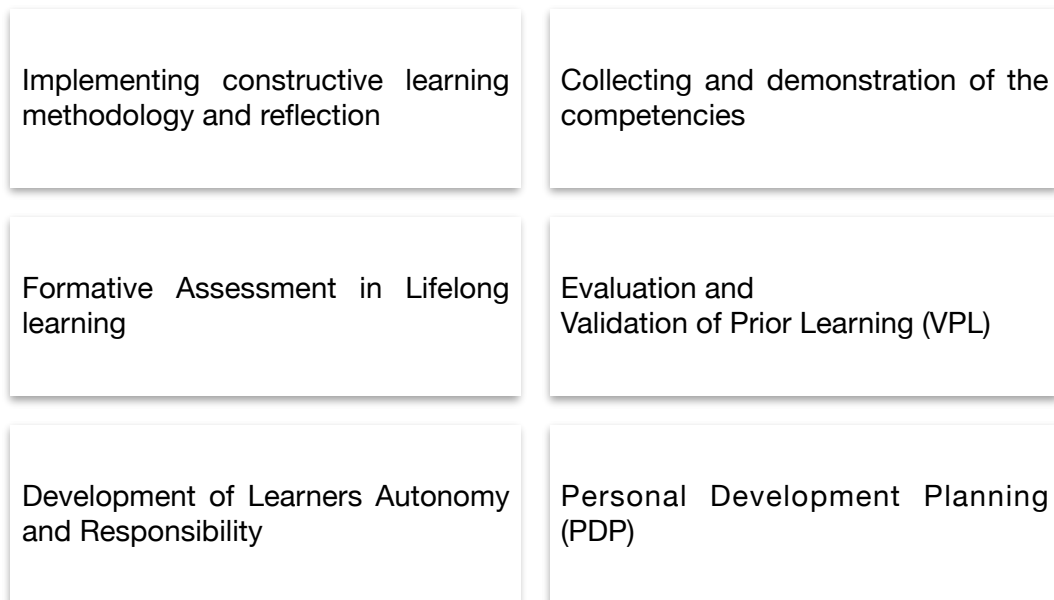 Implementing constructive learning
methodology and reflection
Collecting and demonstration of the
competencies
Formative Assessment in Lifelong
learning
Evaluation and
Validation of Prior Learning (VPL)
Development of Learners Autonomy
and Responsibility
Personal Development Planning
(PDP)